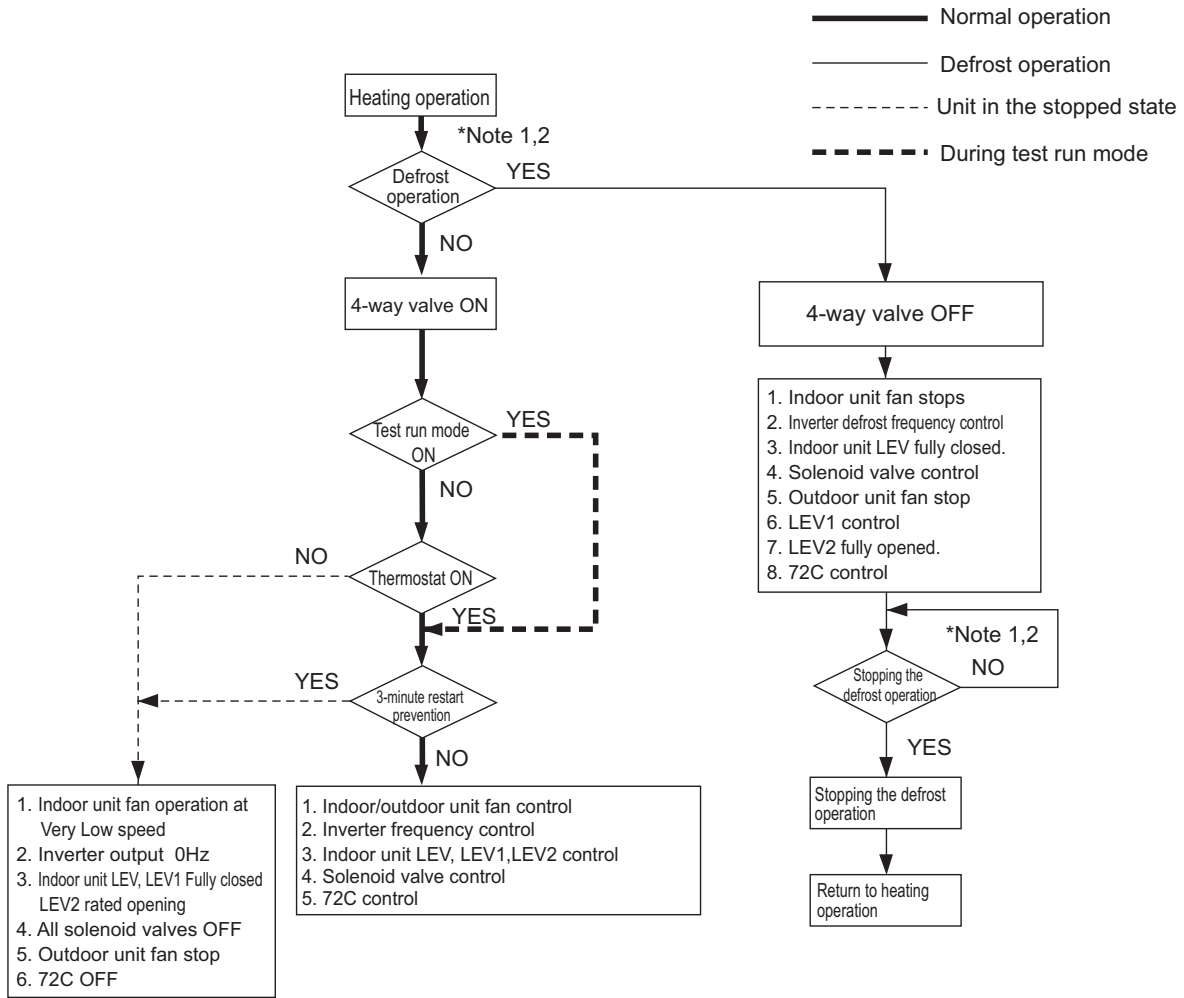 Normal operation
Defrost operation
Unit in the stopped state
During test run mode
Heating operation
*Note 1,2
Defrost
operation
YES
NO
4-way valve ON
4-way valve OFF
Test run mode
ON
YES
NO
1. Indoor unit fan stops
2. Inverter defrost frequency control
3. Indoor unit LEV fully closed.
4. Solenoid valve control
5. Outdoor unit fan stop
6. LEV1 control
7. LEV2 fully opened.
8. 72C control
NO
Thermostat ON
YES
*Note 1,2
NO
Stopping the
defrost operation
YES
YES
3-minute restart
prevention
NO
Stopping the defrost
operation
Return to heating
operation
1. Indoor unit fan operation at
Very Low speed
2. Inverter output 0Hz
3. Indoor unit LEV, LEV1 Fully closed
LEV2 rated opening
4. All solenoid valves OFF
5. Outdoor unit fan stop
6. 72C OFF
1. Indoor/outdoor unit fan control
2. Inverter frequency control
3. Indoor unit LEV, LEV1,LEV2 control
4. Solenoid valve control
5. 72C control